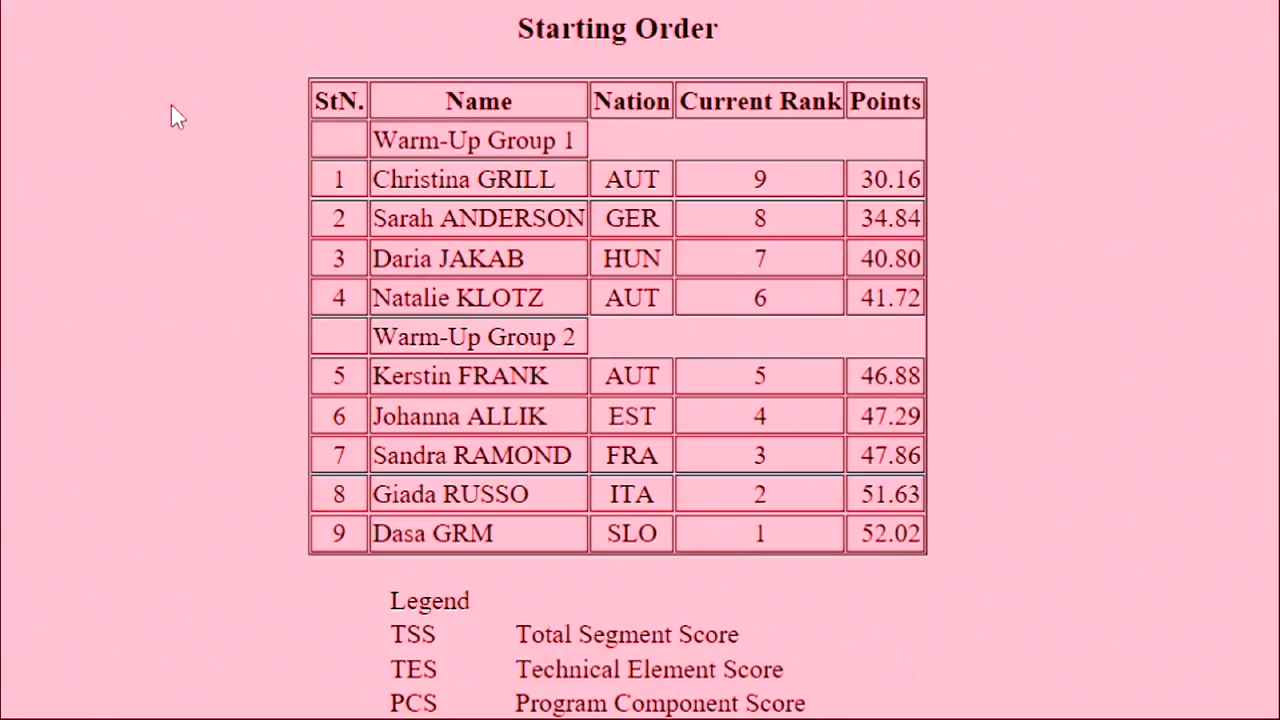 Starting Order
StN. Name Nation Current Rank Points
Warm-Up Group 1
1 Christina GRILL AUT 9 30.16
2 Sarah ANDERSON GER 8 34.84
3 Daria JAKAB HUN 7 40.80
4 Natalie KLOTZ AUT 6 41.72
Warm-Up Group 2
5 Kerstin FRANK AUT 5 46.88
6 Johanna ALLIK EST 4 47.29
7 Sandra RAMOND FRA 3 47.86
8 Giada RUSSO ITA 2 51.63
9 Dasa GRM SLO 1 52.02
Legend
TSS Total Segment Score
TES Technical Element Score
PCS Program Component Score